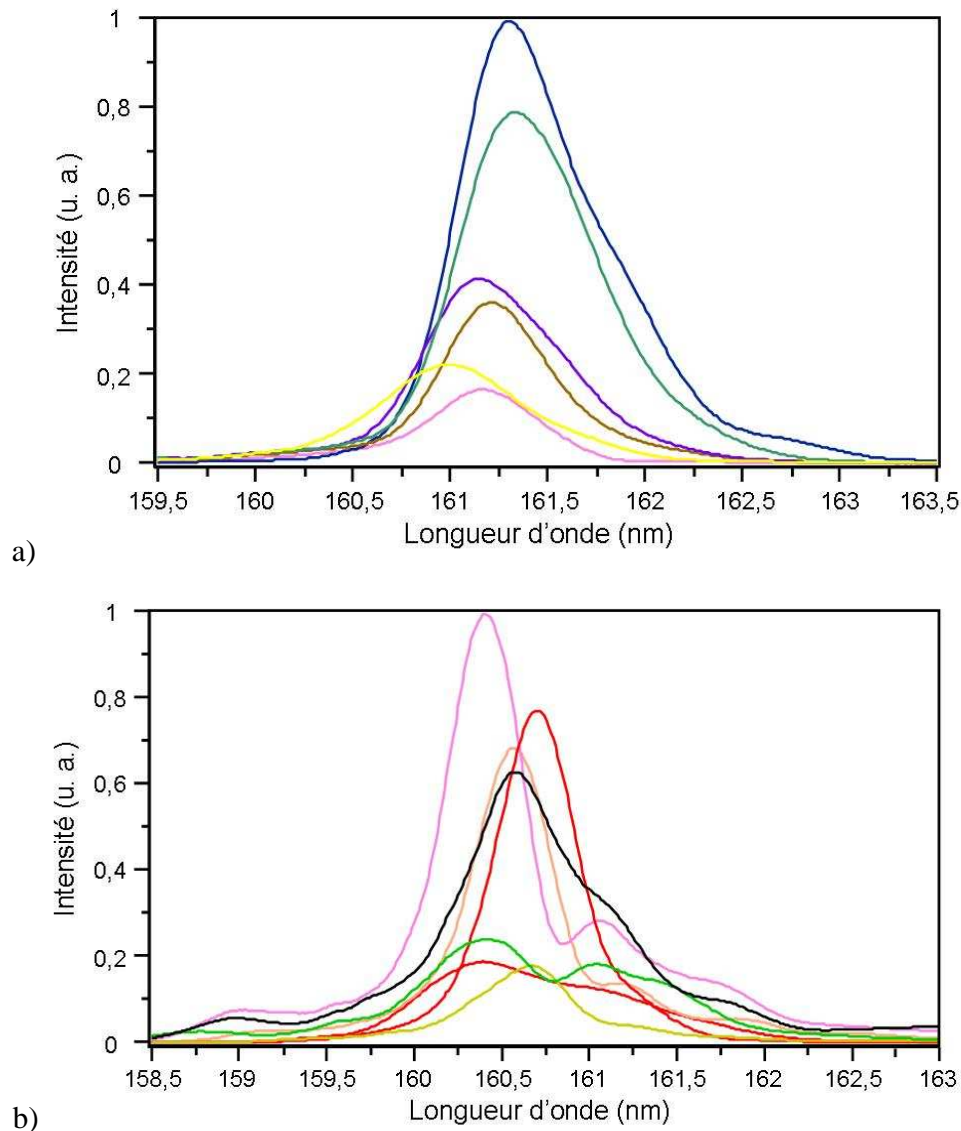 1
0,8
0,6
0,4
0,2
0
Intensité (u. a.)
159,5 160 160,5 161 161,5 162 162,5 163 163,5
Longueur d'onde (nm)
a)
1
0,8
0,6
0,4
0,2
0
Intensité (u. a.)
158,5 159 159,5 160 160,5 161 161,5 162 162,5 163
Longueur d'onde (nm)
b)